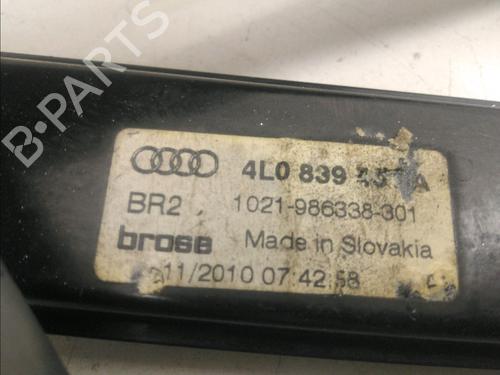 B-PARTS
4L0 839
BR2 1021-986338-301
brose Made in Slovakia
11/2010 07:42:58